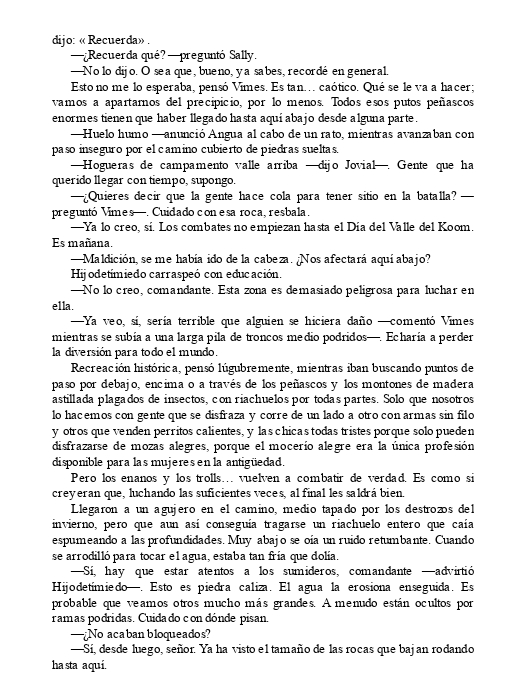 dijo: « Recuerda» .
—¿Recuerda qué? —preguntó Sally.
—No lo dijo. O sea que, bueno, ya sabes, recordé en general.
Esto no me lo esperaba, pensó Vimes. Es tan… caótico. Qué se le va a hacer;
vamos a apartarnos del precipicio, por lo menos. Todos esos putos peñascos
enormes tienen que haber llegado hasta aquí abajo desde alguna parte.
—Huelo humo —anunció Angua al cabo de un rato, mientras avanzaban con
paso inseguro por el camino cubierto de piedras sueltas.
—Hogueras de campamento valle arriba —dijo Jovial—. Gente que ha
querido llegar con tiempo, supongo.
—¿Quieres decir que la gente hace cola para tener sitio en la batalla? —
preguntó Vimes—. Cuidado con esa roca, resbala.
—Ya lo creo, sí. Los combates no empiezan hasta el Día del Valle del Koom.
Es mañana.
—Maldición, se me había ido de la cabeza. ¿Nos afectará aquí abajo?
Hijodetimiedo carraspeó con educación.
—No lo creo, comandante. Esta zona es demasiado peligrosa para luchar en
ella.
—Ya veo, sí, sería terrible que alguien se hiciera daño —comentó Vimes
mientras se subía a una larga pila de troncos medio podridos—. Echaría a perder
la diversión para todo el mundo.
Recreación histórica, pensó lúgubremente, mientras iban buscando puntos de
paso por debajo, encima o a través de los peñascos y los montones de madera
astillada plagados de insectos, con riachuelos por todas partes. Solo que nosotros
lo hacemos con gente que se disfraza y corre de un lado a otro con armas sin filo
y otros que venden perritos calientes, y las chicas todas tristes porque solo pueden
disfrazarse de mozas alegres, porque el mocerío alegre era la única profesión
disponible para las mujeres en la antigüedad.
Pero los enanos y los trolls… vuelven a combatir de verdad. Es como si
creyeran que, luchando las suficientes veces, al final les saldrá bien.
Llegaron a un agujero en el camino, medio tapado por los destrozos del
invierno, pero que aun así conseguía tragarse un riachuelo entero que caía
espumeando a las profundidades. Muy abajo se oía un ruido retumbante. Cuando
se arrodilló para tocar el agua, estaba tan fría que dolía.
—Sí, hay que estar atentos a los sumideros, comandante —advirtió
Hijodetimiedo—. Esto es piedra caliza. El agua la erosiona enseguida. Es
probable que veamos otros mucho más grandes. A menudo están ocultos por
ramas podridas. Cuidado con dónde pisan.
—¿No acaban bloqueados?
—Sí, desde luego, señor. Ya ha visto el tamaño de las rocas que bajan rodando
hasta aquí.